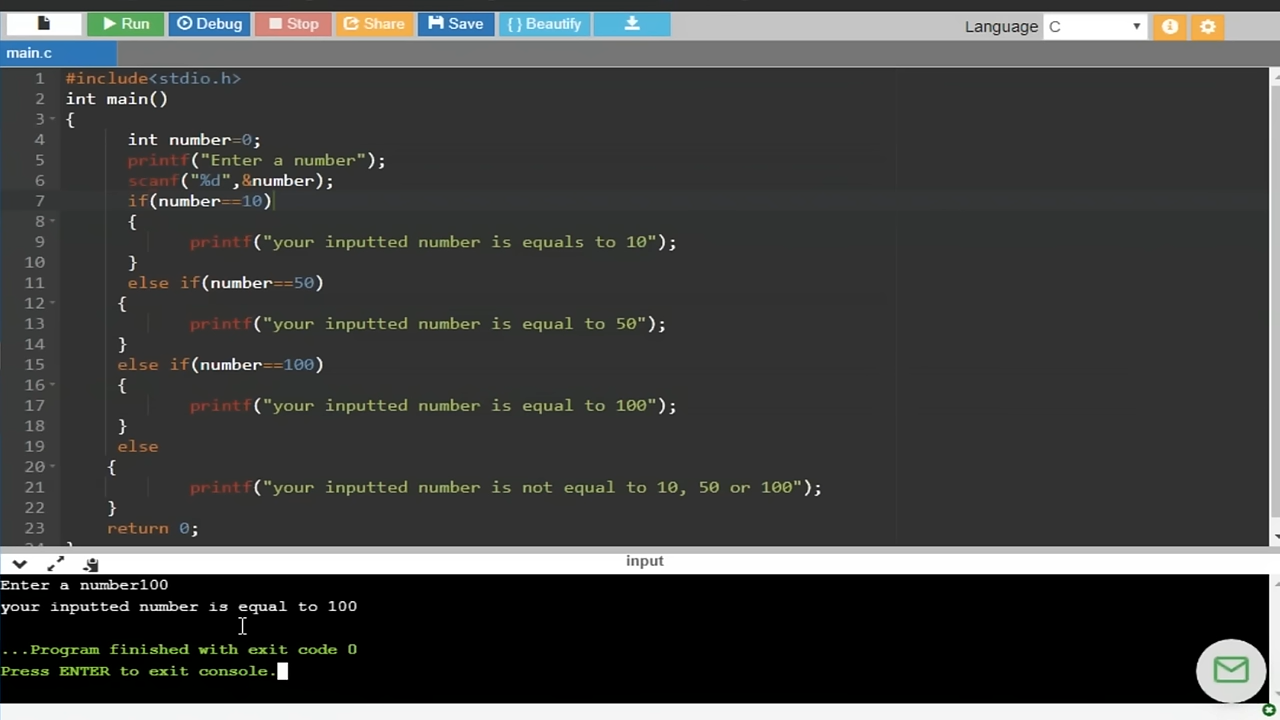 Run Debug Stop Share Save { } Beautify Language C
main.c
1 #include<stdio.h>
2 int main()
3 {
4 int number=0;
5 printf("Enter a number");
6 scanf("%d",&number);
7 if(number==10)
8 {
9 printf("your inputted number is equals to 10");
10 }
11 else if(number==50)
12 {
13 printf("your inputted number is equal to 50");
14 }
15 else if(number==100)
16 {
17 printf("your inputted number is equal to 100");
18 }
19 else
20 {
21 printf("your inputted number is not equal to 10, 50 or 100");
22 }
23 return 0;
24 }
input
Enter a number100
your inputted number is equal to 100
...Program finished with exit code 0
Press ENTER to exit console.